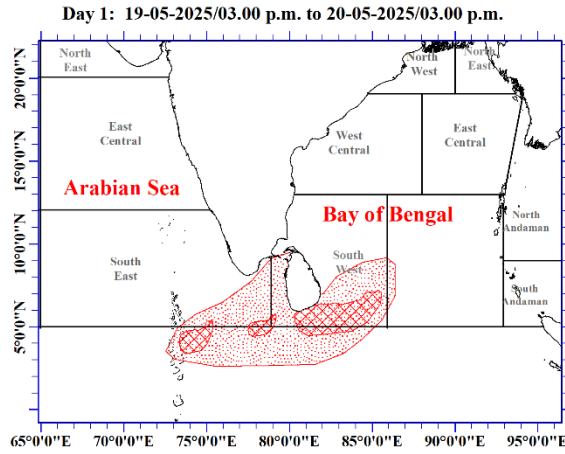 Day 1: 19-05-2025/03.00 p.m. to 20-05-2025/03.00 p.m.
North
East
North
West
North
East
East
Central
West
Central
East
Central
Arabian Sea
Bay of Bengal
North
Andaman
South
East
South
West
South
Andaman
20°0'0"N
15°0'0"N
10°0'0"N
5°0'0"N
65°0'0"E
70°0'0"E
75°0'0"E
80°0'0"E
85°0'0"E
90°0'0"E
95°0'0"E